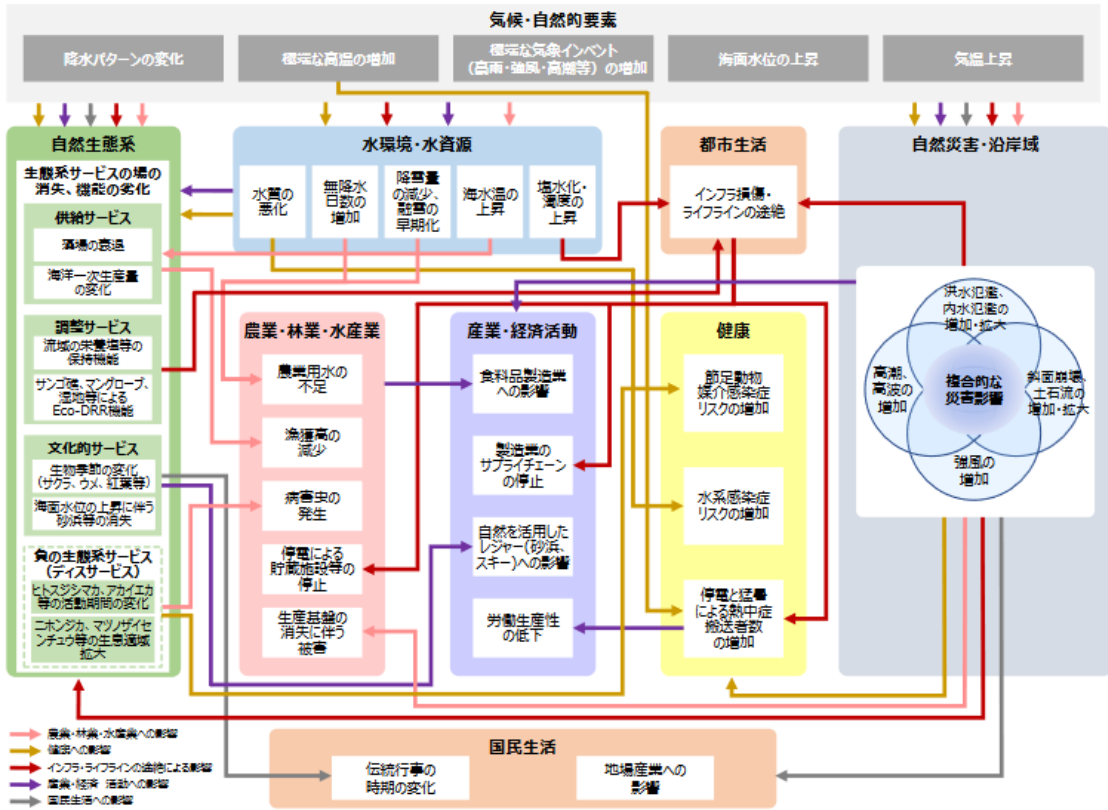 気候・自然的要素
降水パターンの変化
極端な高温の増加
極端な気象インベント
（高雨・強風・高潮等）の増加
海面水位の上昇
気温上昇
自然生態系
生態系サービスの場の
消失、機能の劣化
供給サービス
酒場の衰退
海洋一次生産量
の変化
調整サービス
流域の栄養塩等の
保持機能
サンゴ礁、マングローブ、
湿地等による
Eco-DRR機能
文化的サービス
生物季節の変化
（サクラ、ウメ、紅葉等）
海面水位の上昇に伴う
砂浜等の消失
負の生態系サービス
（ディスサービス）
ヒトスジシマカ、アカイエカ
等の活動期間の変化
ニホンジカ、マツノザイセ
ンチュウ等の生息適域
拡大
水環境・水資源
水質の
悪化
無降水
日数の
増加
降雪量
の減少、
融雪の
早期化
海水温の
上昇
塩水化・
濁度の
上昇
都市生活
インフラ損傷・
ライフラインの途絶
自然災害・沿岸域
洪水氾濫、
内水氾濫の
増加・拡大
高潮、
高波の
増加
複合的な
災害影響
斜面崩壊、
土石流の
増加・拡大
強風の
増加
農業・林業・水産業
農業用水の
不足
漁獲高の
減少
病害虫の
発生
停電による
貯蔵施設等の
停止
生産基盤の
消失に伴う
被害
産業・経済活動
食料品製造業
への影響
製造業の
サプライチェーン
の停止
自然を活用した
レジャー（砂浜、
スキー）への影響
労働生産性
の低下
健康
節足動物
媒介感染症
リスクの増加
水系感染症
リスクの増加
停電と猛暑
による熱中症
搬送者数
の増加
国民生活
伝統行事の
時期の変化
地場産業への
影響
農業・林業・水産業への影響
健康への影響
インフラ・ライフラインの途絶による影響
産業・経済 活動への影響
国民生活への影響